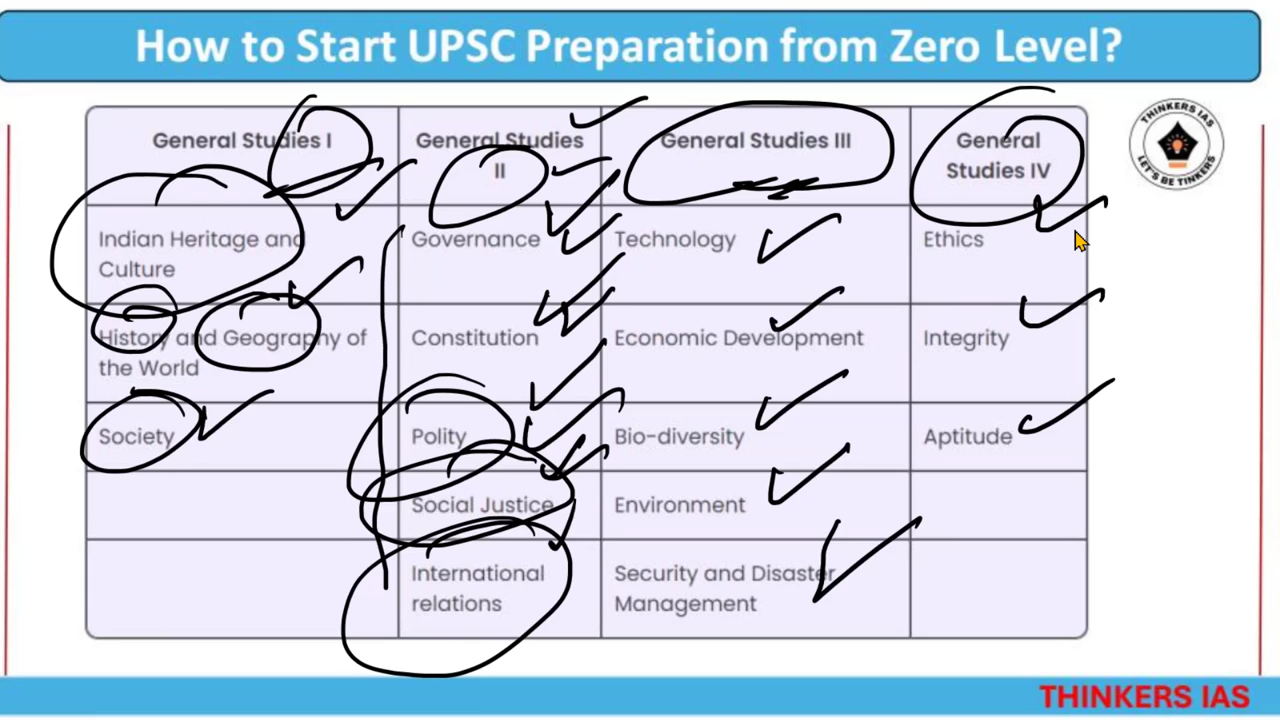 How to Start UPSC Preparation from Zero Level?
General Studies I
General Studies
II
General Studies III
General
Studies IV
THINKERS IAS
LET'S BE TINKERS
Indian Heritage and
Culture
Governance
Technology
Ethics
History and Geography of
the World
Constitution
Economic Development
Integrity
Society
Polity
Bio-diversity
Aptitude
Social Justice
Environment
International
relations
Security and Disaster
Management
THINKERS IAS